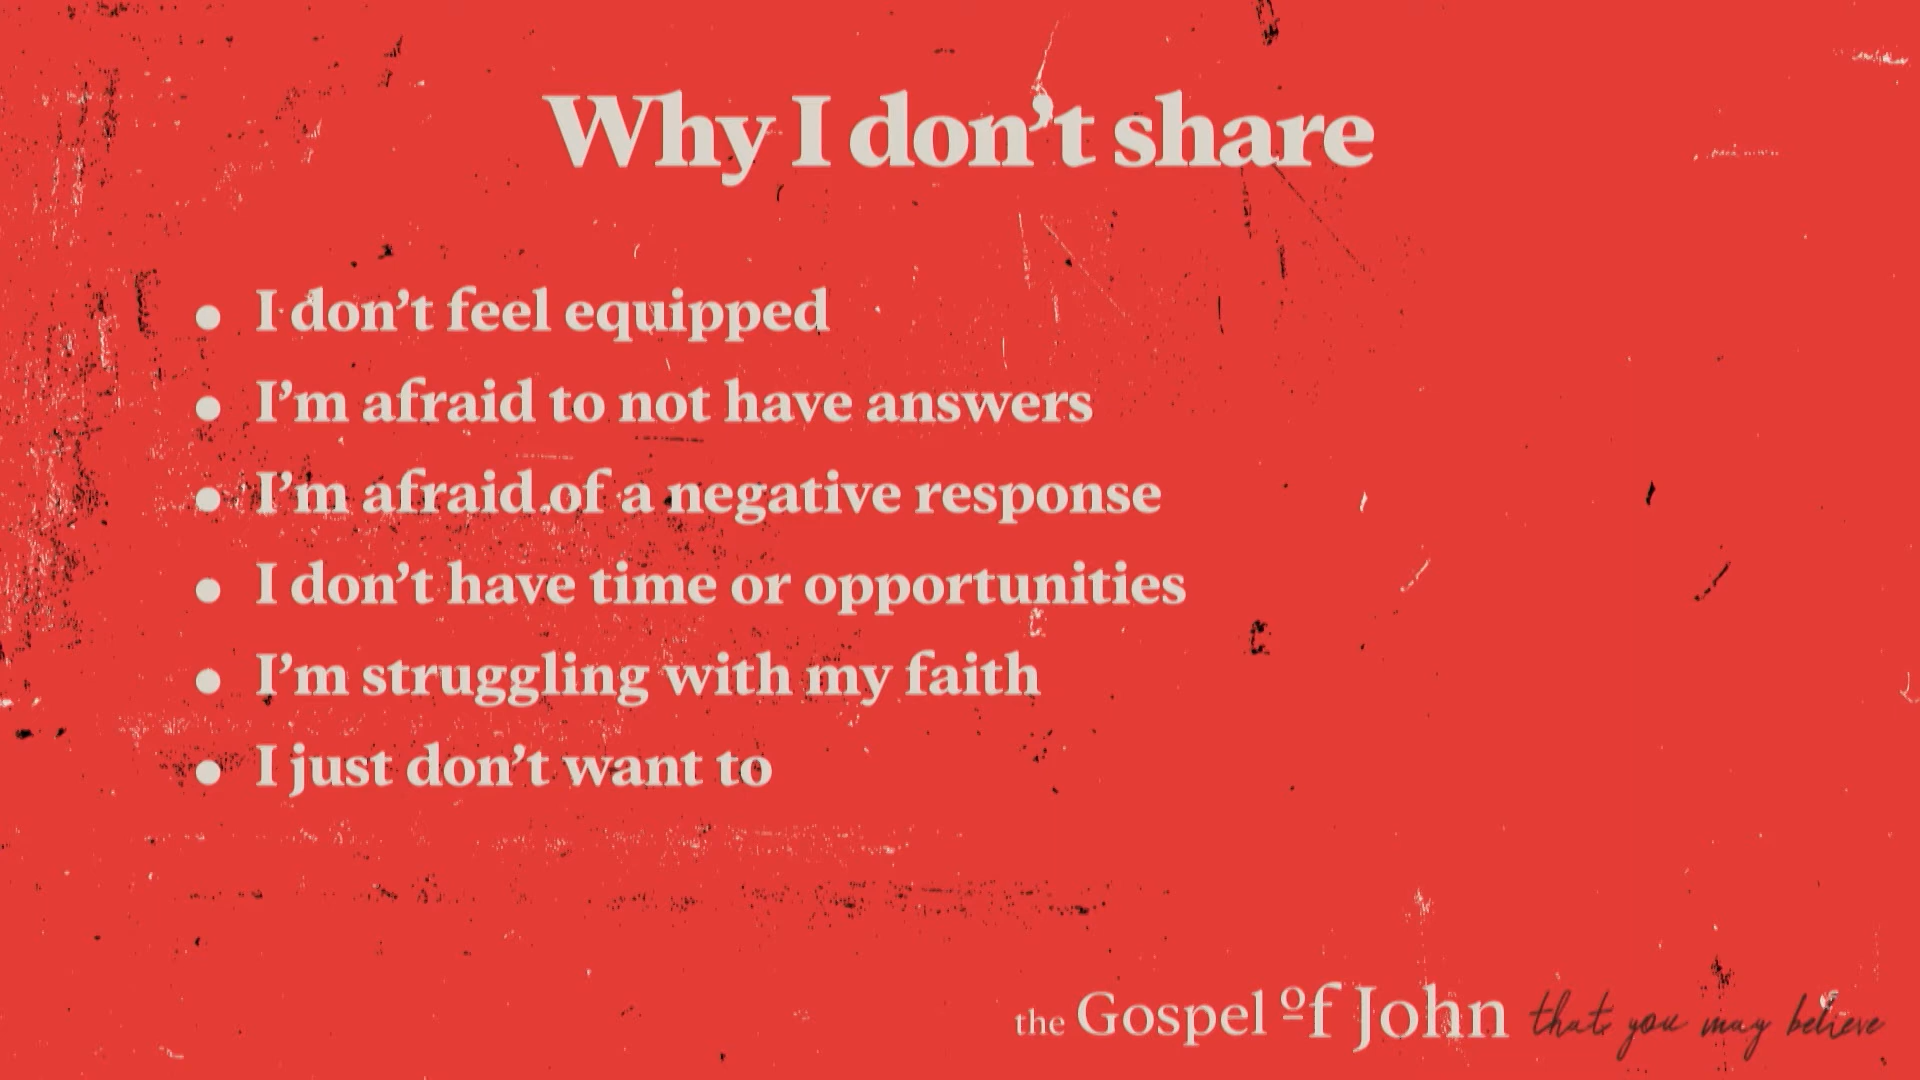 Why I don’t share
• I don’t feel equipped
• I’m afraid to not have answers
• I’m afraid of a negative response
• I don’t have time or opportunities
• I’m struggling with my faith
• I just don’t want to
the Gospel of John that you may believe